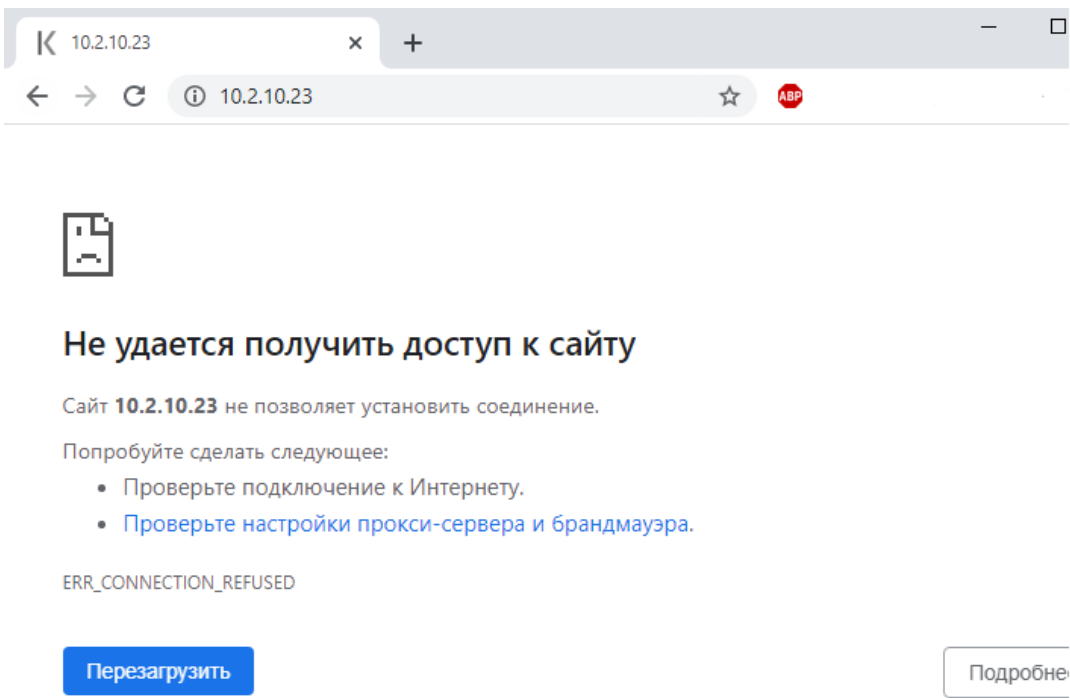 10.2.10.23
10.2.10.23
ABP
Не удается получить доступ к сайту
Сайт 10.2.10.23 не позволяет установить соединение.
Попробуйте сделать следующее:
Проверьте подключение к Интернету.
Проверьте настройки прокси-сервера и брандмауэра.
ERR_CONNECTION_REFUSED
Перезагрузить
Подробнее